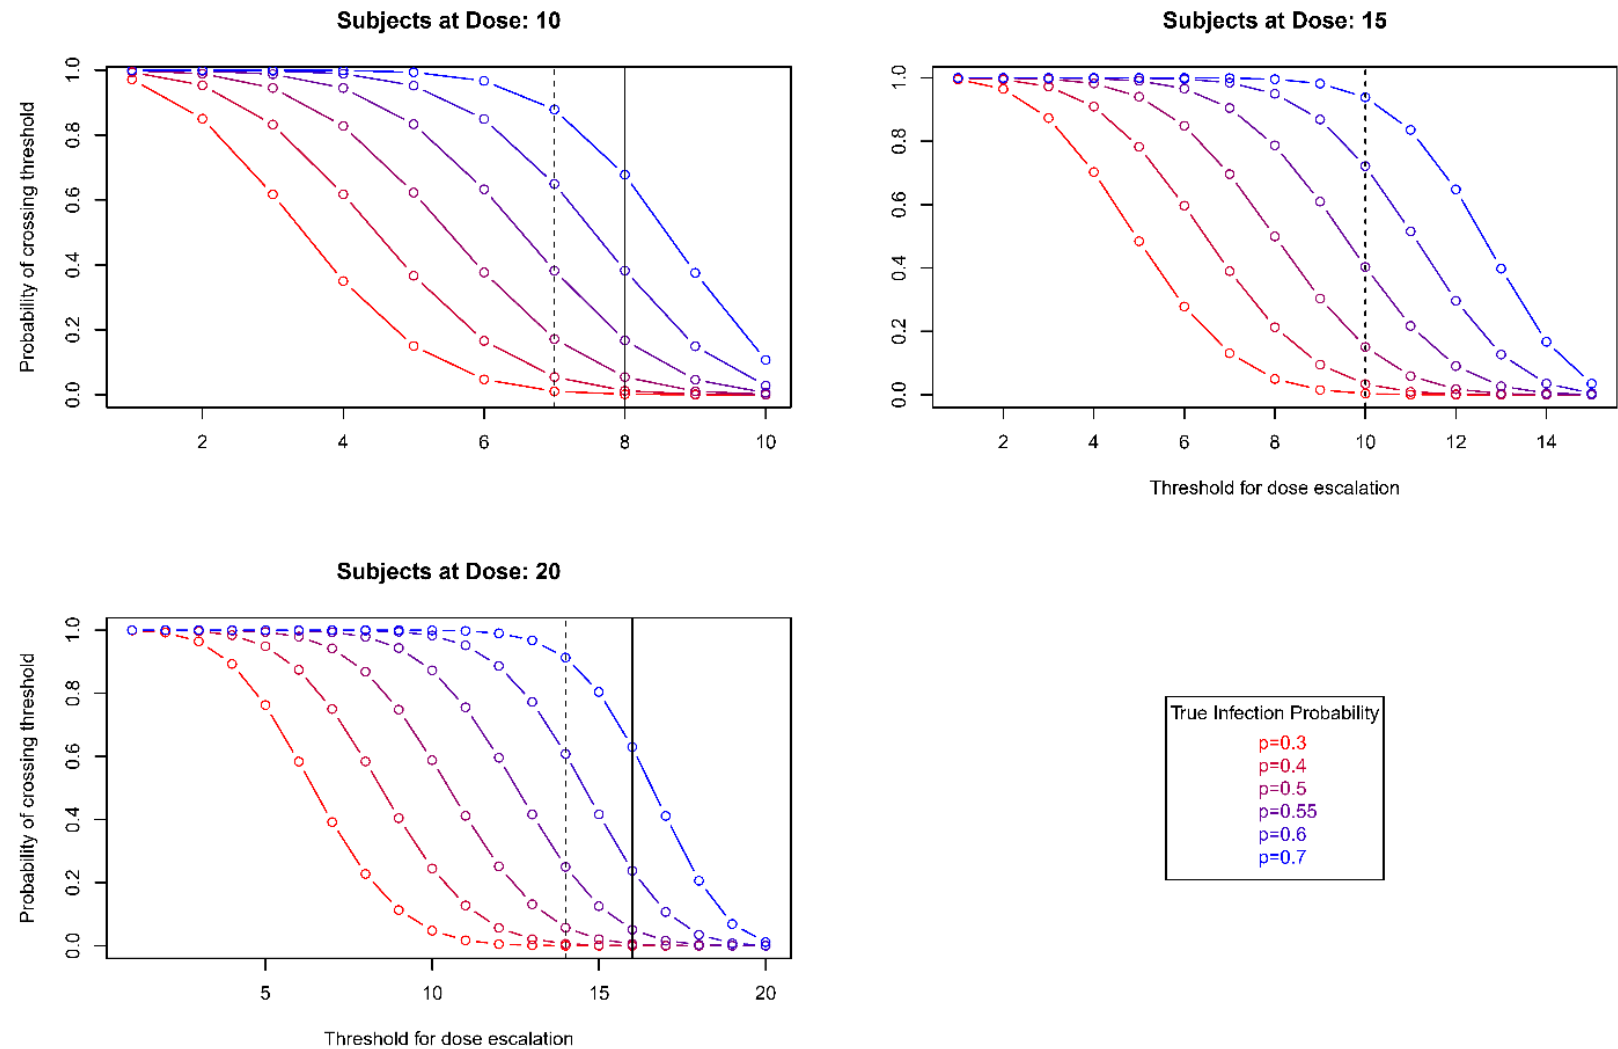 Subjects at Dose: 10
Probability of crossing threshold
0.0 0.2 0.4 0.6 0.8 1.0
2 4 6 8 10
Subjects at Dose: 15
0.0 0.2 0.4 0.6 0.8 1.0
2 4 6 8 10 12 14
Threshold for dose escalation
Subjects at Dose: 20
Probability of crossing threshold
0.0 0.2 0.4 0.6 0.8 1.0
5 10 15 20
Threshold for dose escalation
True Infection Probability
p=0.3
p=0.4
p=0.5
p=0.55
p=0.6
p=0.7